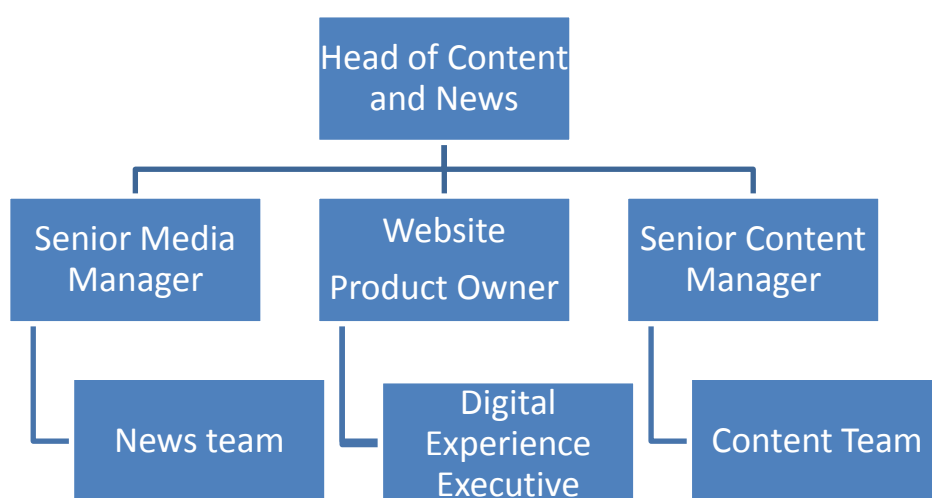 Head of Content
and News
Senior Media
Manager
Website
Product Owner
Senior Content
Manager
News team
Digital
Experience
Executive
Content Team